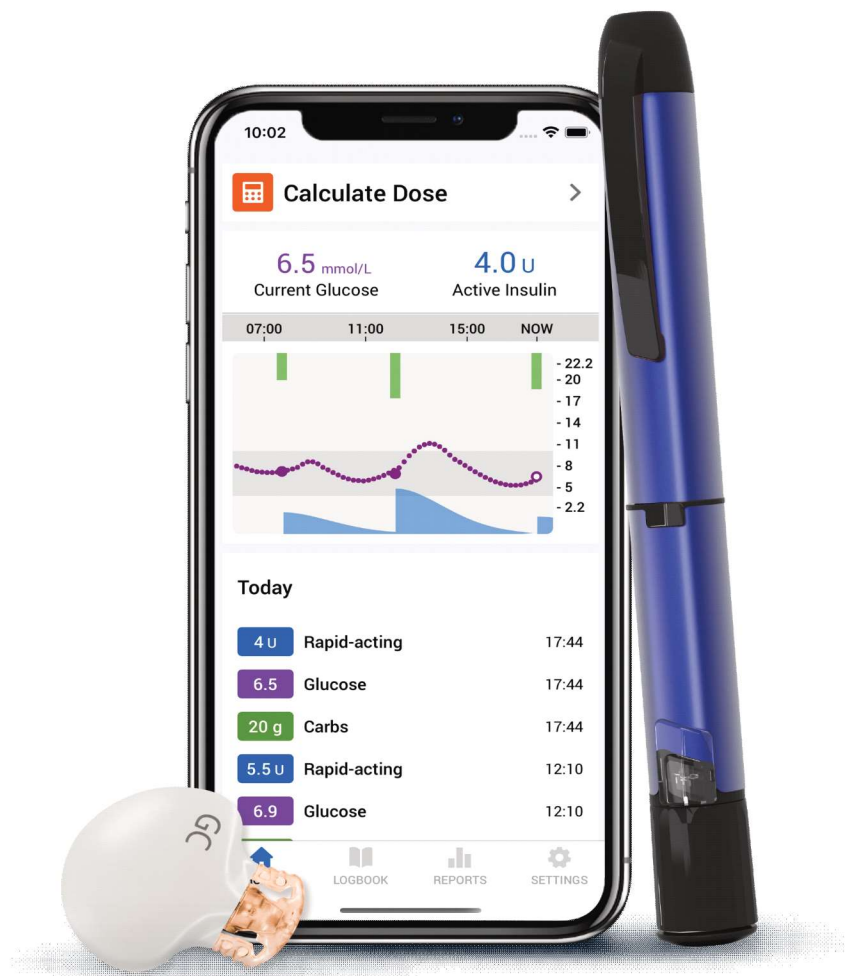 10:02
Calculate Dose
6.5 mmol/L 4.0 U
Current Glucose Active Insulin
07:00 11:00 15:00 NOW
- 22.2
- 20
- 17
- 14
- 11
- 8
- 5
- 2.2
Today
4 U Rapid-acting 17:44
6.5 Glucose 17:44
20 g Carbs 17:44
5.5 U Rapid-acting 12:10
6.9 Glucose 12:10
GC
LOGBOOK REPORTS SETTINGS